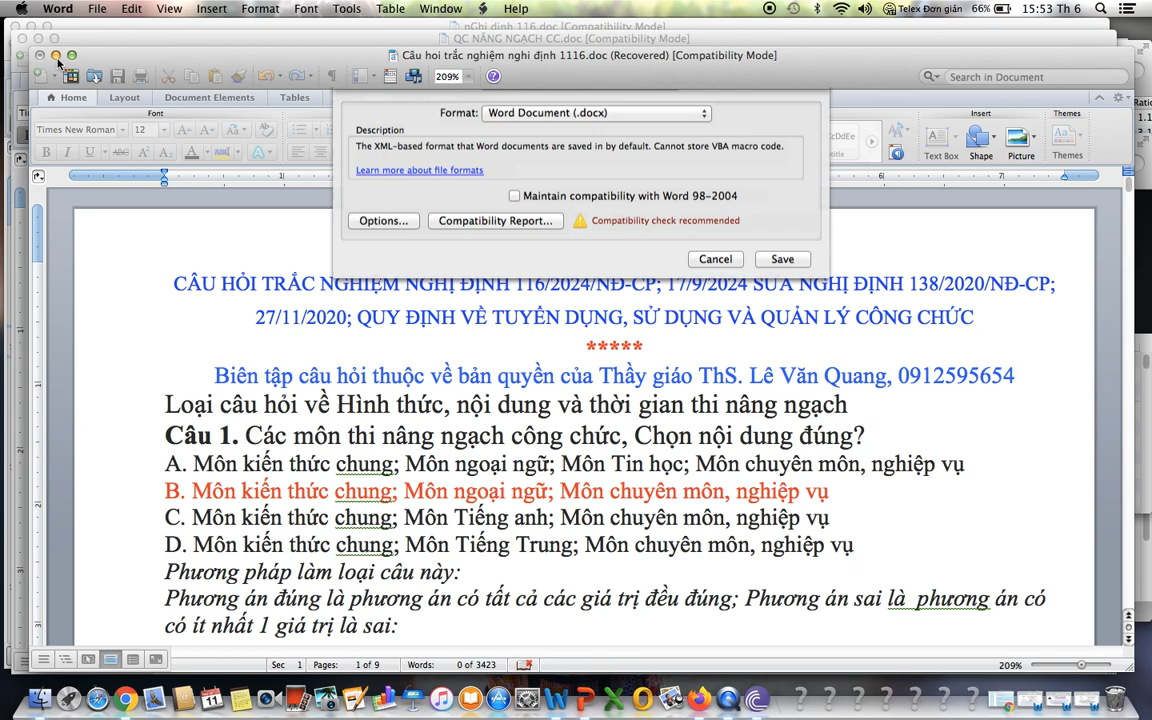 Word File Edit View Insert Format Font Tools Table Window Help Telex Đơn giản 66% 15:53 Th 6
nGhi dinh 116.doc [Compatibility Mode]
QC NÂNG NGẠCH CC.doc [Compatibility Mode]
Câu hỏi trắc nghiệm nghi định 1116.doc (Recovered) [Compatibility Mode]
209% Search in Document
Home Layout Document Elements Tables
Font Insert Themes
Times New Roman 12
Text Box Shape Picture Themes
Format: Word Document (.docx)
Description
The XML-based format that Word documents are saved in by default. Cannot store VBA macro code.
Learn more about file formats
Maintain compatibility with Word 98-2004
Options... Compatibility Report... Compatibility check recommended
Cancel Save
CÂU HỎI TRẮC NGHIỆM NGHỊ ĐỊNH 116/2024/NĐ-CP; 17/9/2024 SỬA NGHỊ ĐỊNH 138/2020/NĐ-CP;
27/11/2020; QUY ĐỊNH VỀ TUYỂN DỤNG, SỬ DỤNG VÀ QUẢN LÝ CÔNG CHỨC
*****
Biên tập câu hỏi thuộc về bản quyền của Thầy giáo ThS. Lê Văn Quang, 0912595654
Loại câu hỏi về Hình thức, nội dung và thời gian thi nâng ngạch
Câu 1. Các môn thi nâng ngạch công chức, Chọn nội dung đúng?
A. Môn kiến thức chung; Môn ngoại ngữ; Môn Tin học; Môn chuyên môn, nghiệp vụ
B. Môn kiến thức chung; Môn ngoại ngữ; Môn chuyên môn, nghiệp vụ
C. Môn kiến thức chung; Môn Tiếng anh; Môn chuyên môn, nghiệp vụ
D. Môn kiến thức chung; Môn Tiếng Trung; Môn chuyên môn, nghiệp vụ
Phương pháp làm loại câu này:
Phương án đúng là phương án có tất cả các giá trị đều đúng; Phương án sai là phương án có
có ít nhất 1 giá trị là sai:
Sec 1 Pages: 1 of 9 Words: 0 of 3423 209%